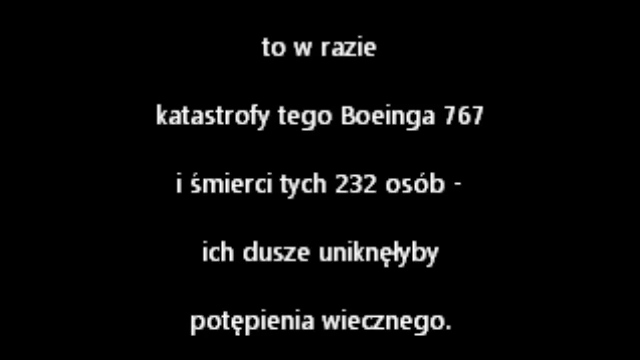 to w razie
katastrofy tego Boeinga 767
i śmierci tych 232 osób -
ich dusze uniknęłyby
potępienia wiecznego.